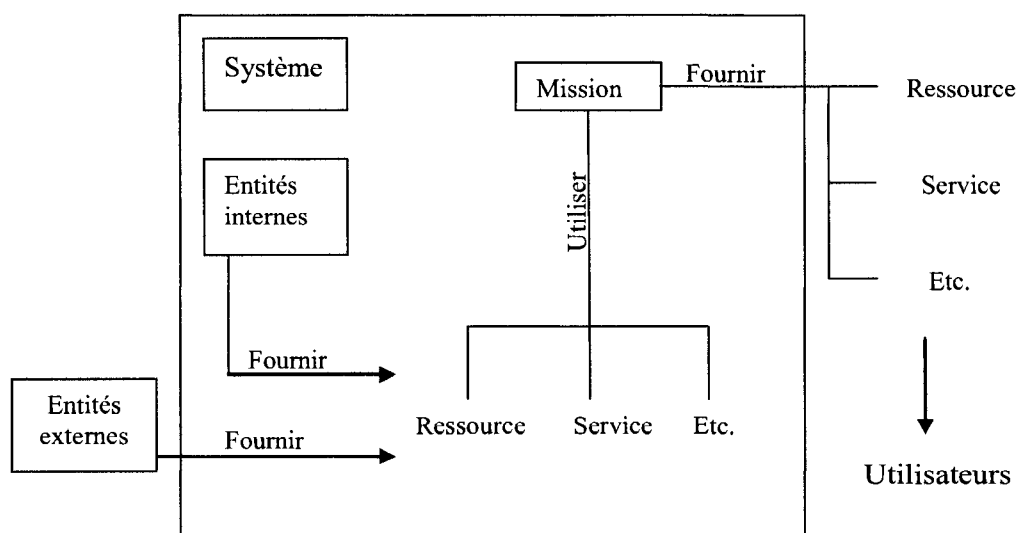 Système
Mission
Fournir
Ressource
Entités
internes
Utiliser
Service
Etc.
Fournir
Entités
externes
Fournir
Ressource
Service
Etc.
Utilisateurs